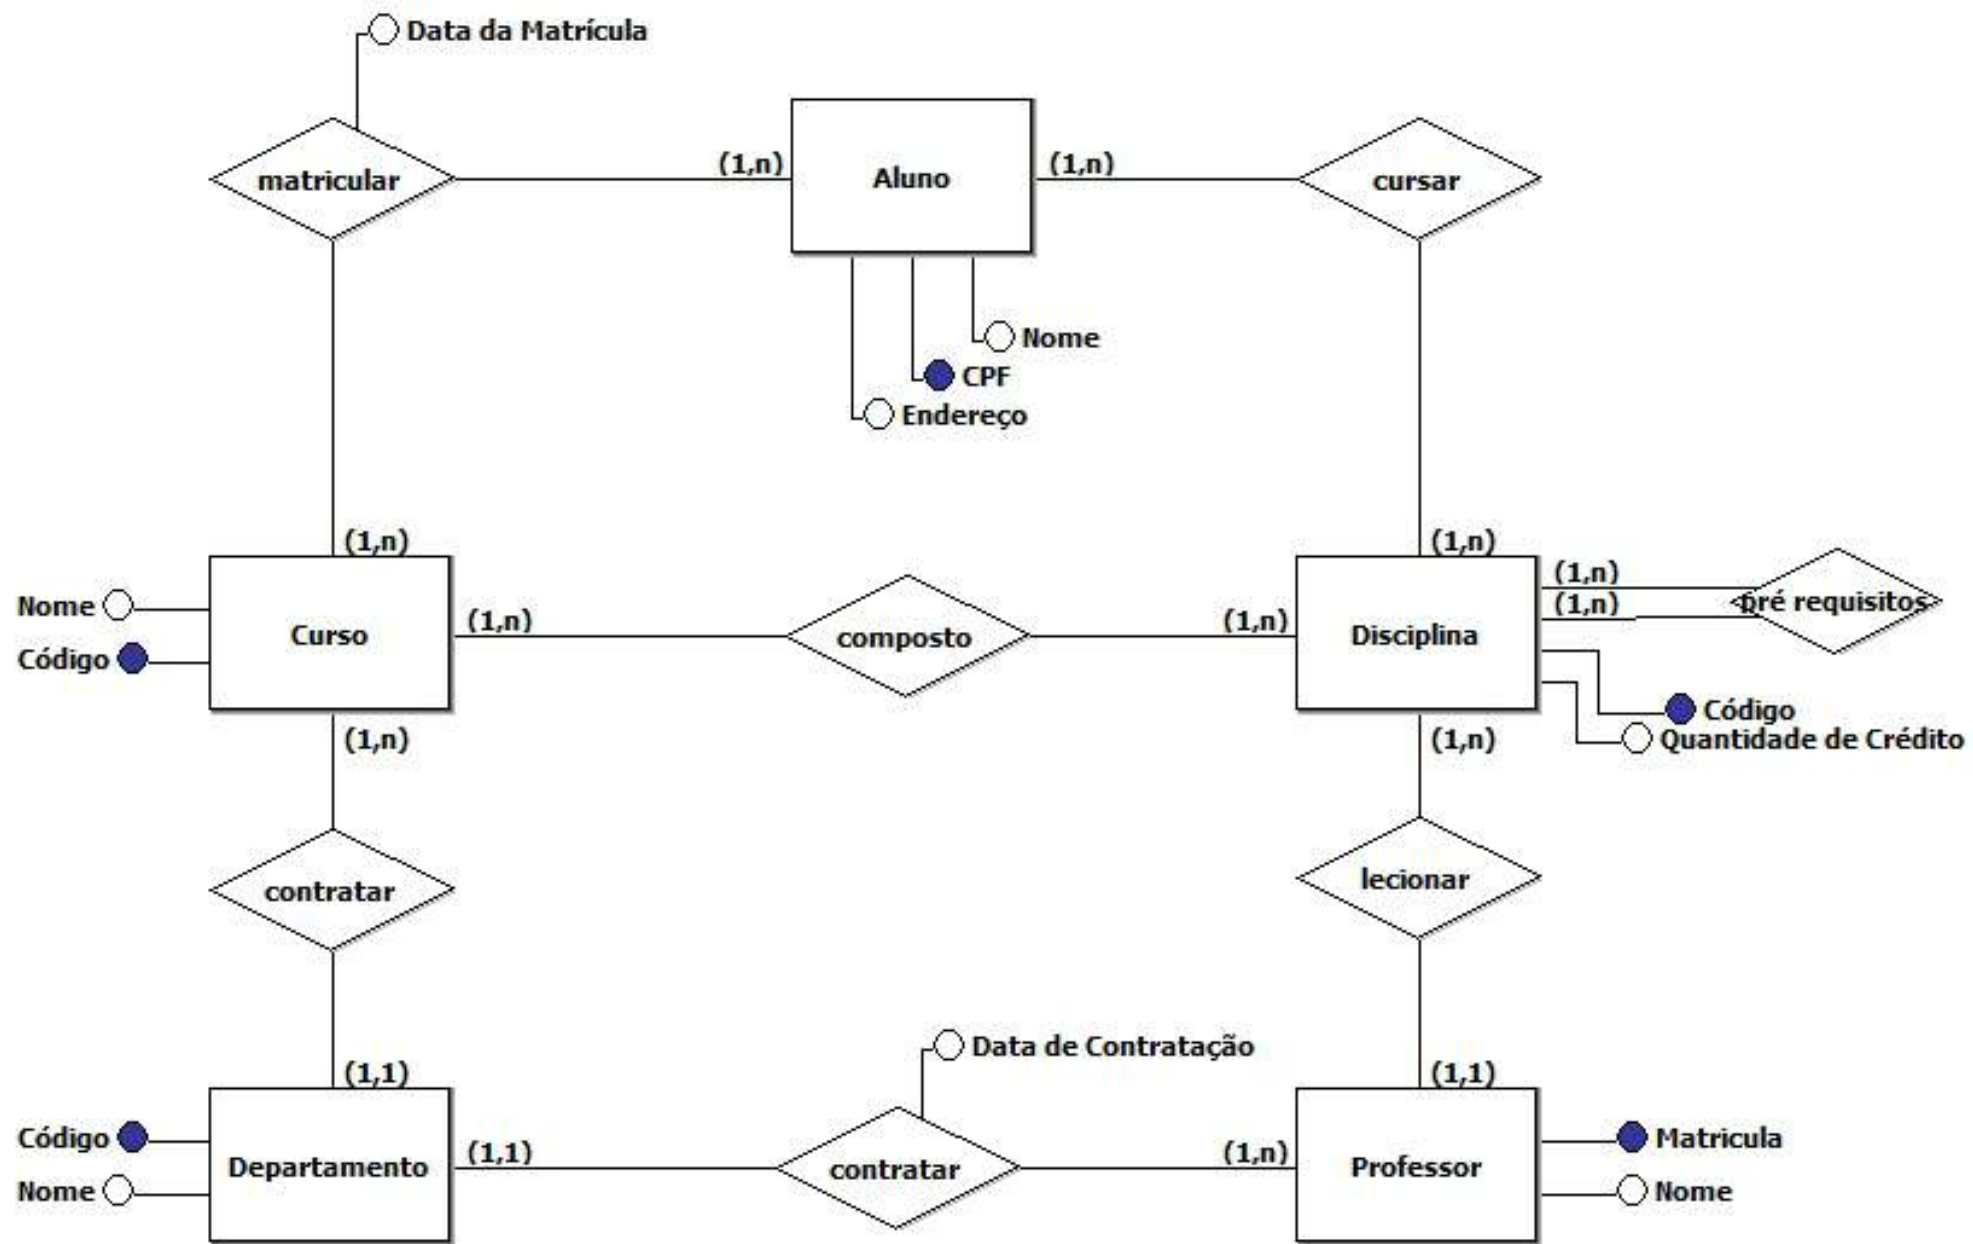 Data da Matrícula
matricular
(1,n)
Aluno
(1,n)
cursar
Nome
CPF
Endereço
(1,n)
(1,n)
Nome
Código
Curso
(1,n)
composto
(1,n)
Disciplina
(1,n)
(1,n)
pré requisitos
Código
Quantidade de Crédito
(1,n)
(1,n)
contratar
lecionar
(1,1)
(1,1)
Data de Contratação
Código
Nome
Departamento
(1,1)
contratar
(1,n)
Professor
Matricula
Nome